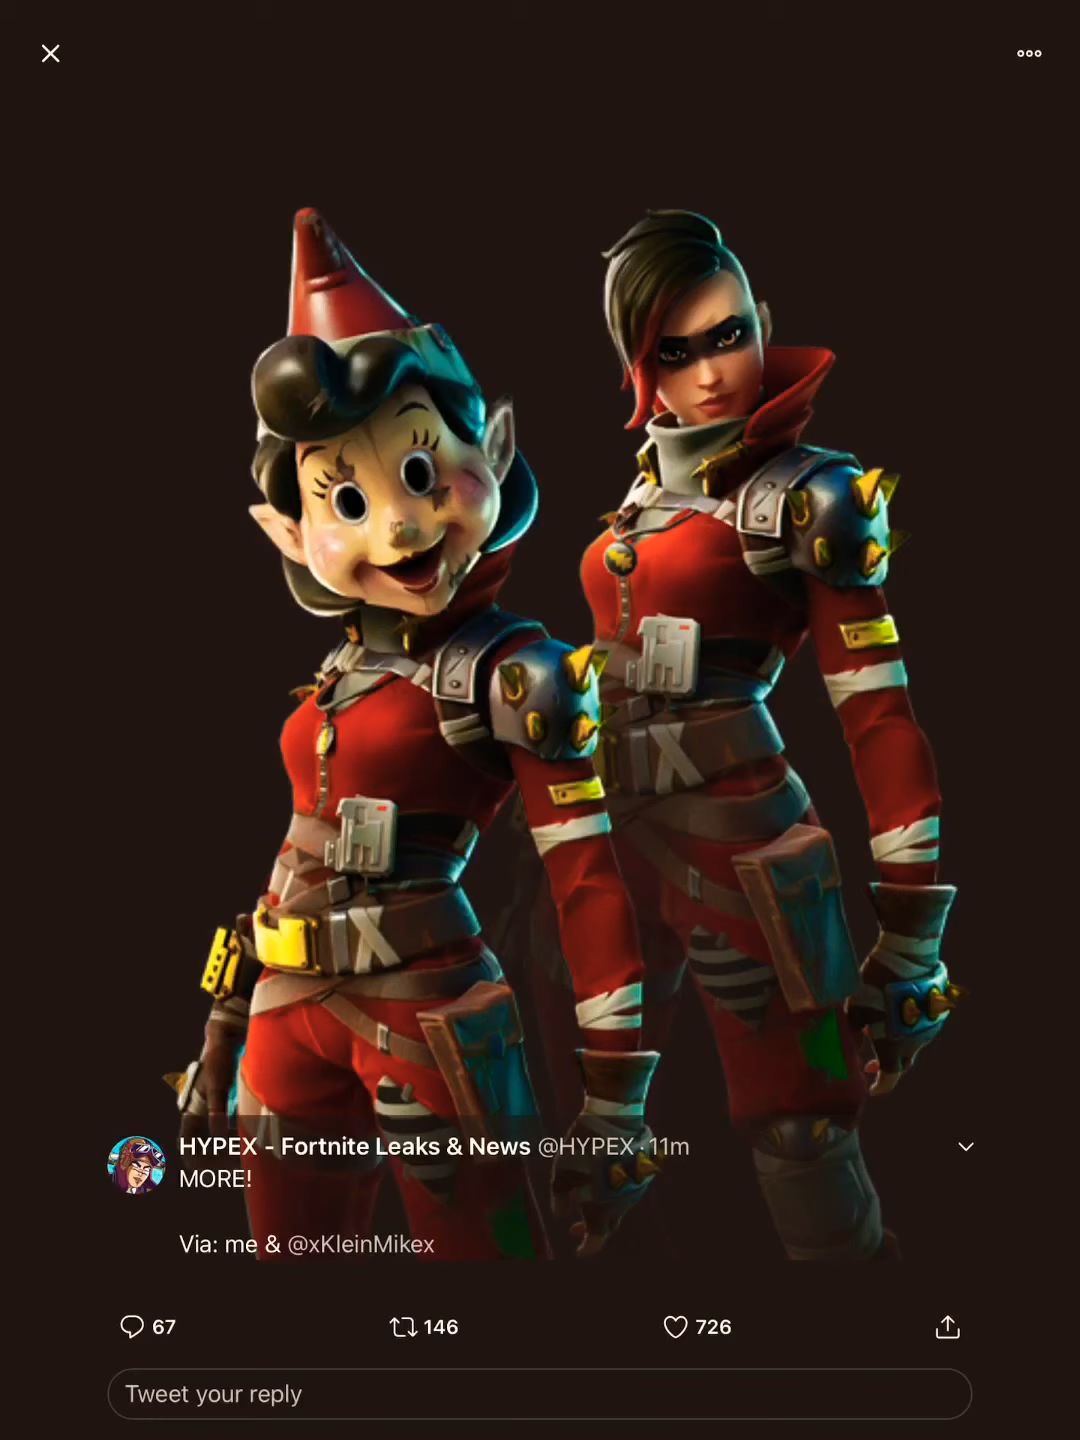 HYPEX - Fortnite Leaks & News @HYPEX · 11m
MORE!
Via: me & @xKleinMikex
67 146 726
Tweet your reply